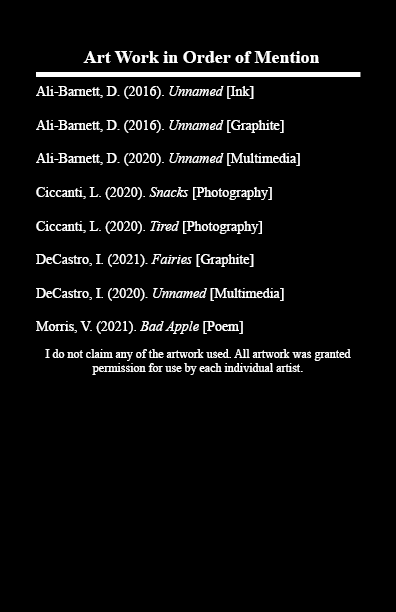 Art Work in Order of Mention
Ali-Barnett, D. (2016). Unnamed [Ink]
Ali-Barnett, D. (2016). Unnamed [Graphite]
Ali-Barnett, D. (2020). Unnamed [Multimedia]
Ciccanti, L. (2020). Snacks [Photography]
Ciccanti, L. (2020). Tired [Photography]
DeCastro, I. (2021). Fairies [Graphite]
DeCastro, I. (2020). Unnamed [Multimedia]
Morris, V. (2021). Bad Apple [Poem]
I do not claim any of the artwork used. All artwork was granted
permission for use by each individual artist.